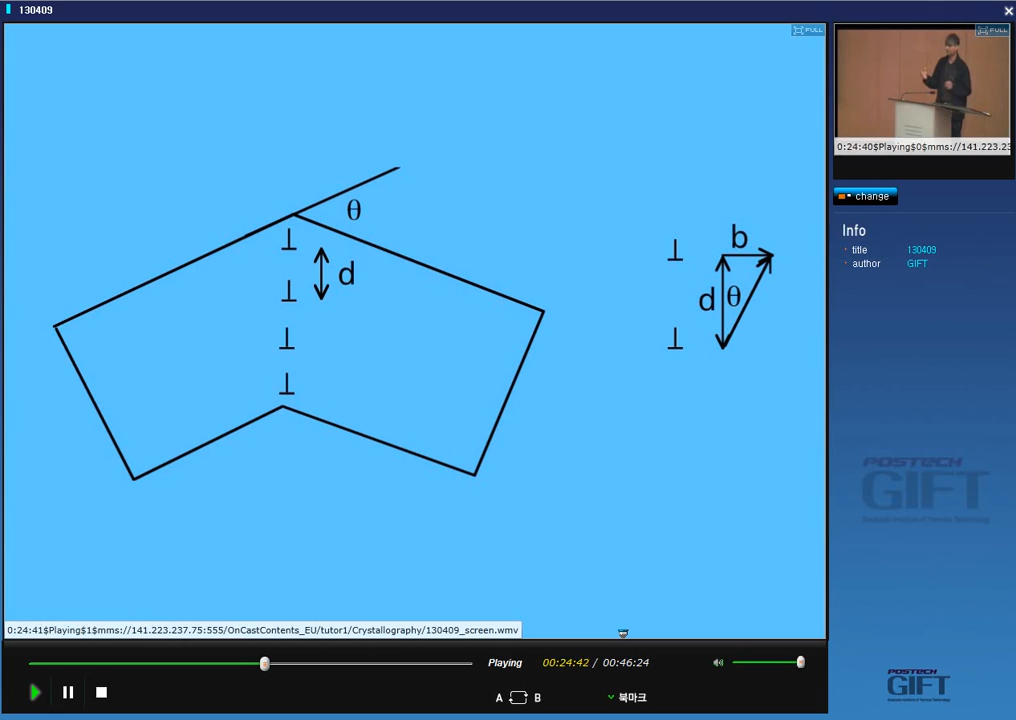 130409
FULL
FULL
θ
⊥
d
⊥
⊥
⊥
⊥
b
d
θ
⊥
0:24:40$Playing$0$mms://141.223.23
change
Info
title 130409
author GIFT
POSTECH
GIFT
0:24:41$Playing$1$mms://141.223.237.75:555/OnCastContents_EU/tutor1/Crystallography/130409_screen.wmv
Playing 00:24:42 / 00:46:24
A B 북마크
POSTECH
GIFT